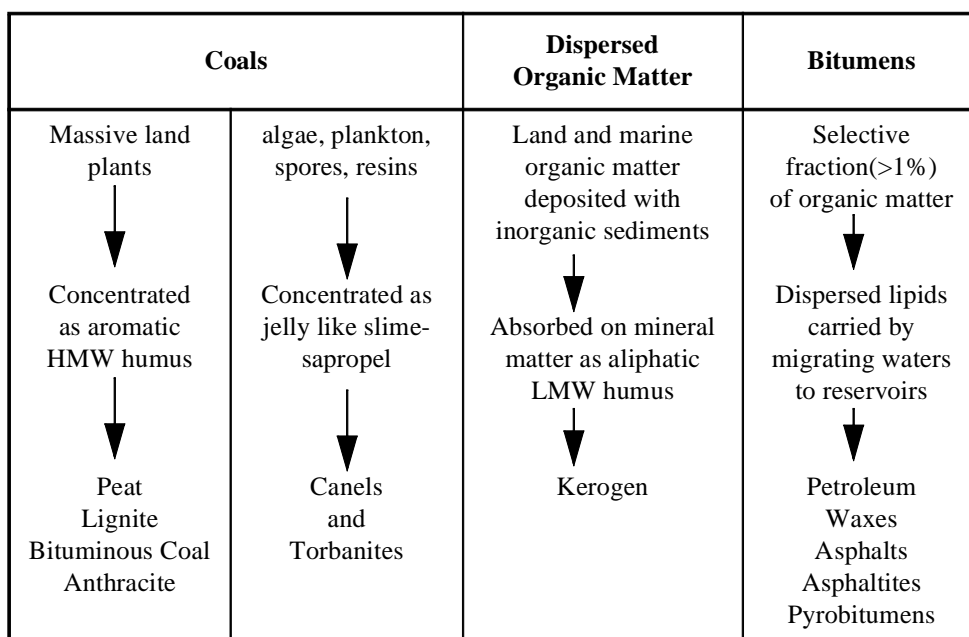 Coals
Dispersed
Organic Matter
Bitumens
Massive land
plants
Concentrated
as aromatic
HMW humus
Peat
Lignite
Bituminous Coal
Anthracite
algae, plankton,
spores, resins
Concentrated as
jelly like slime-
sapropel
Canels
and
Torbanites
Land and marine
organic matter
deposited with
inorganic sediments
Absorbed on mineral
matter as aliphatic
LMW humus
Kerogen
Selective
fraction(>1%)
of organic matter
Dispersed lipids
carried by
migrating waters
to reservoirs
Petroleum
Waxes
Asphalts
Asphaltites
Pyrobitumens